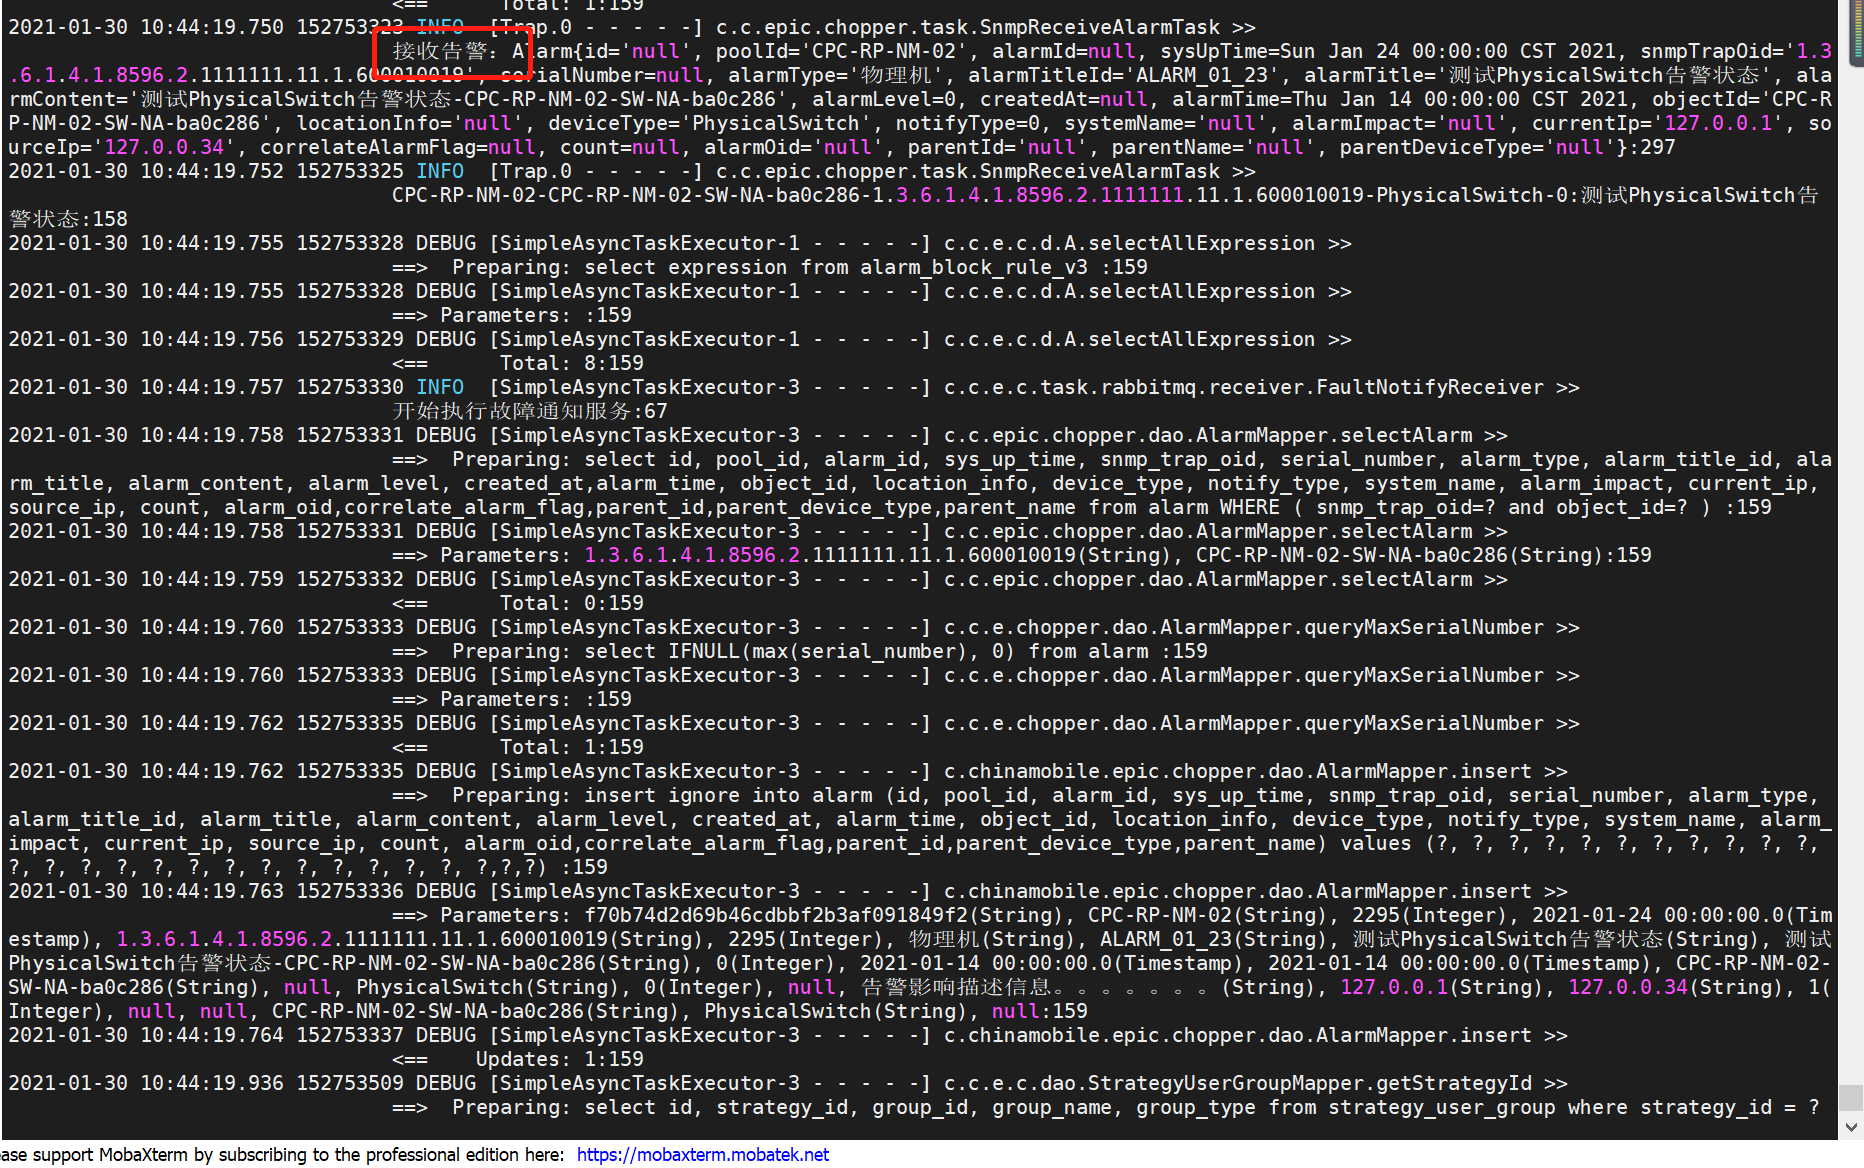 <==      Total: 1:159
2021-01-30 10:44:19.750 152753323 INFO  [Trap.0 - - - - -] c.c.epic.chopper.task.SnmpReceiveAlarmTask >>
接收告警：Alarm{id='null', poolId='CPC-RP-NM-02', alarmId=null, sysUpTime=Sun Jan 24 00:00:00 CST 2021, snmpTrapOid='1.3
.6.1.4.1.8596.2.1111111.11.1.600010019', serialNumber=null, alarmType='物理机', alarmTitleId='ALARM_01_23', alarmTitle='测试PhysicalSwitch告警状态', ala
rmContent='测试PhysicalSwitch告警状态-CPC-RP-NM-02-SW-NA-ba0c286', alarmLevel=0, createdAt=null, alarmTime=Thu Jan 14 00:00:00 CST 2021, objectId='CPC-R
P-NM-02-SW-NA-ba0c286', locationInfo='null', deviceType='PhysicalSwitch', notifyType=0, systemName='null', alarmImpact='null', currentIp='127.0.0.1', so
urceIp='127.0.0.34', correlateAlarmFlag=null, count=null, alarmOid='null', parentId='null', parentName='null', parentDeviceType='null'}:297
2021-01-30 10:44:19.752 152753325 INFO  [Trap.0 - - - - -] c.c.epic.chopper.task.SnmpReceiveAlarmTask >>
CPC-RP-NM-02-CPC-RP-NM-02-SW-NA-ba0c286-1.3.6.1.4.1.8596.2.1111111.11.1.600010019-PhysicalSwitch-0:测试PhysicalSwitch告
警状态:158
2021-01-30 10:44:19.755 152753328 DEBUG [SimpleAsyncTaskExecutor-1 - - - - -] c.c.e.c.d.A.selectAllExpression >>
==>  Preparing: select expression from alarm_block_rule_v3 :159
2021-01-30 10:44:19.755 152753328 DEBUG [SimpleAsyncTaskExecutor-1 - - - - -] c.c.e.c.d.A.selectAllExpression >>
==> Parameters: :159
2021-01-30 10:44:19.756 152753329 DEBUG [SimpleAsyncTaskExecutor-1 - - - - -] c.c.e.c.d.A.selectAllExpression >>
<==      Total: 8:159
2021-01-30 10:44:19.757 152753330 INFO  [SimpleAsyncTaskExecutor-3 - - - - -] c.c.e.c.task.rabbitmq.receiver.FaultNotifyReceiver >>
开始执行故障通知服务:67
2021-01-30 10:44:19.758 152753331 DEBUG [SimpleAsyncTaskExecutor-3 - - - - -] c.c.epic.chopper.dao.AlarmMapper.selectAlarm >>
==>  Preparing: select id, pool_id, alarm_id, sys_up_time, snmp_trap_oid, serial_number, alarm_type, alarm_title_id, ala
rm_title, alarm_content, alarm_level, created_at,alarm_time, object_id, location_info, device_type, notify_type, system_name, alarm_impact, current_ip,
source_ip, count, alarm_oid,correlate_alarm_flag,parent_id,parent_device_type,parent_name from alarm WHERE ( snmp_trap_oid=? and object_id=? ) :159
2021-01-30 10:44:19.758 152753331 DEBUG [SimpleAsyncTaskExecutor-3 - - - - -] c.c.epic.chopper.dao.AlarmMapper.selectAlarm >>
==> Parameters: 1.3.6.1.4.1.8596.2.1111111.11.1.600010019(String), CPC-RP-NM-02-SW-NA-ba0c286(String):159
2021-01-30 10:44:19.759 152753332 DEBUG [SimpleAsyncTaskExecutor-3 - - - - -] c.c.epic.chopper.dao.AlarmMapper.selectAlarm >>
<==      Total: 0:159
2021-01-30 10:44:19.760 152753333 DEBUG [SimpleAsyncTaskExecutor-3 - - - - -] c.c.e.chopper.dao.AlarmMapper.queryMaxSerialNumber >>
==>  Preparing: select IFNULL(max(serial_number), 0) from alarm :159
2021-01-30 10:44:19.760 152753333 DEBUG [SimpleAsyncTaskExecutor-3 - - - - -] c.c.e.chopper.dao.AlarmMapper.queryMaxSerialNumber >>
==> Parameters: :159
2021-01-30 10:44:19.762 152753335 DEBUG [SimpleAsyncTaskExecutor-3 - - - - -] c.c.e.chopper.dao.AlarmMapper.queryMaxSerialNumber >>
<==      Total: 1:159
2021-01-30 10:44:19.762 152753335 DEBUG [SimpleAsyncTaskExecutor-3 - - - - -] c.chinamobile.epic.chopper.dao.AlarmMapper.insert >>
==>  Preparing: insert ignore into alarm (id, pool_id, alarm_id, sys_up_time, snmp_trap_oid, serial_number, alarm_type,
alarm_title_id, alarm_title, alarm_content, alarm_level, created_at, alarm_time, object_id, location_info, device_type, notify_type, system_name, alarm_
impact, current_ip, source_ip, count, alarm_oid,correlate_alarm_flag,parent_id,parent_device_type,parent_name) values (?, ?, ?, ?, ?, ?, ?, ?, ?, ?, ?,
?, ?, ?, ?, ?, ?, ?, ?, ?, ?, ?, ?, ?, ?,?,?) :159
2021-01-30 10:44:19.763 152753336 DEBUG [SimpleAsyncTaskExecutor-3 - - - - -] c.chinamobile.epic.chopper.dao.AlarmMapper.insert >>
==> Parameters: f70b74d2d69b46cdbbf2b3af091849f2(String), CPC-RP-NM-02(String), 2295(Integer), 2021-01-24 00:00:00.0(Tim
estamp), 1.3.6.1.4.1.8596.2.1111111.11.1.600010019(String), 2295(Integer), 物理机(String), ALARM_01_23(String), 测试PhysicalSwitch告警状态(String), 测试
PhysicalSwitch告警状态-CPC-RP-NM-02-SW-NA-ba0c286(String), 0(Integer), 2021-01-14 00:00:00.0(Timestamp), 2021-01-14 00:00:00.0(Timestamp), CPC-RP-NM-02-
SW-NA-ba0c286(String), null, PhysicalSwitch(String), 0(Integer), null, 告警影响描述信息。。。。。。。(String), 127.0.0.1(String), 127.0.0.34(String), 1(
Integer), null, null, CPC-RP-NM-02-SW-NA-ba0c286(String), PhysicalSwitch(String), null:159
2021-01-30 10:44:19.764 152753337 DEBUG [SimpleAsyncTaskExecutor-3 - - - - -] c.chinamobile.epic.chopper.dao.AlarmMapper.insert >>
<==    Updates: 1:159
2021-01-30 10:44:19.936 152753509 DEBUG [SimpleAsyncTaskExecutor-3 - - - - -] c.c.e.c.dao.StrategyUserGroupMapper.getStrategyId >>
==>  Preparing: select id, strategy_id, group_id, group_name, group_type from strategy_user_group where strategy_id = ?
ease support MobaXterm by subscribing to the professional edition here:  https://mobaxterm.mobatek.net